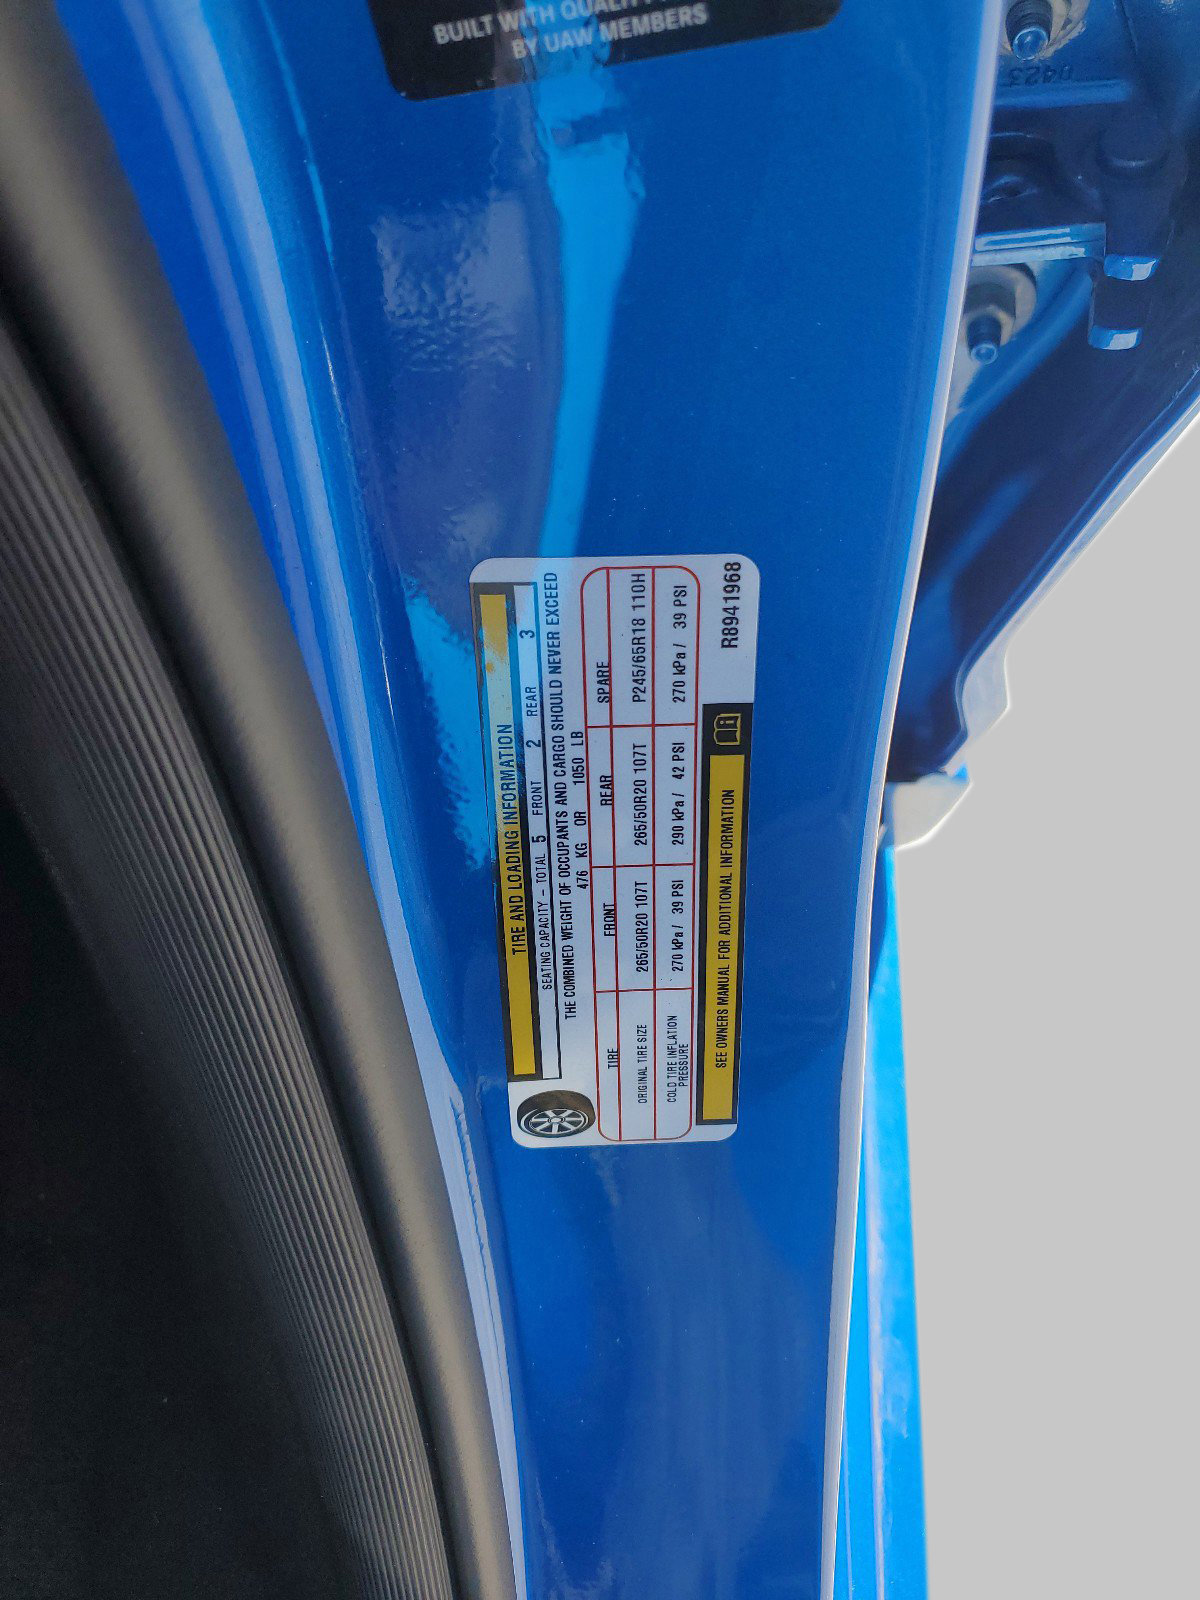 BUILT WITH QUALITY
BY UAW MEMBERS
0423
TIRE AND LOADING INFORMATION
SEATING CAPACITY - TOTAL 5 FRONT 2 REAR 3
THE COMBINED WEIGHT OF OCCUPANTS AND CARGO SHOULD NEVER EXCEED
476 KG OR 1050 LB
TIRE FRONT REAR SPARE
ORIGINAL TIRE SIZE 265/50R20 107T 265/50R20 107T P245/65R18 110H
COLD TIRE INFLATION PRESSURE 270 kPa / 39 PSI 290 kPa / 42 PSI 270 kPa / 39 PSI
SEE OWNERS MANUAL FOR ADDITIONAL INFORMATION
R8941968